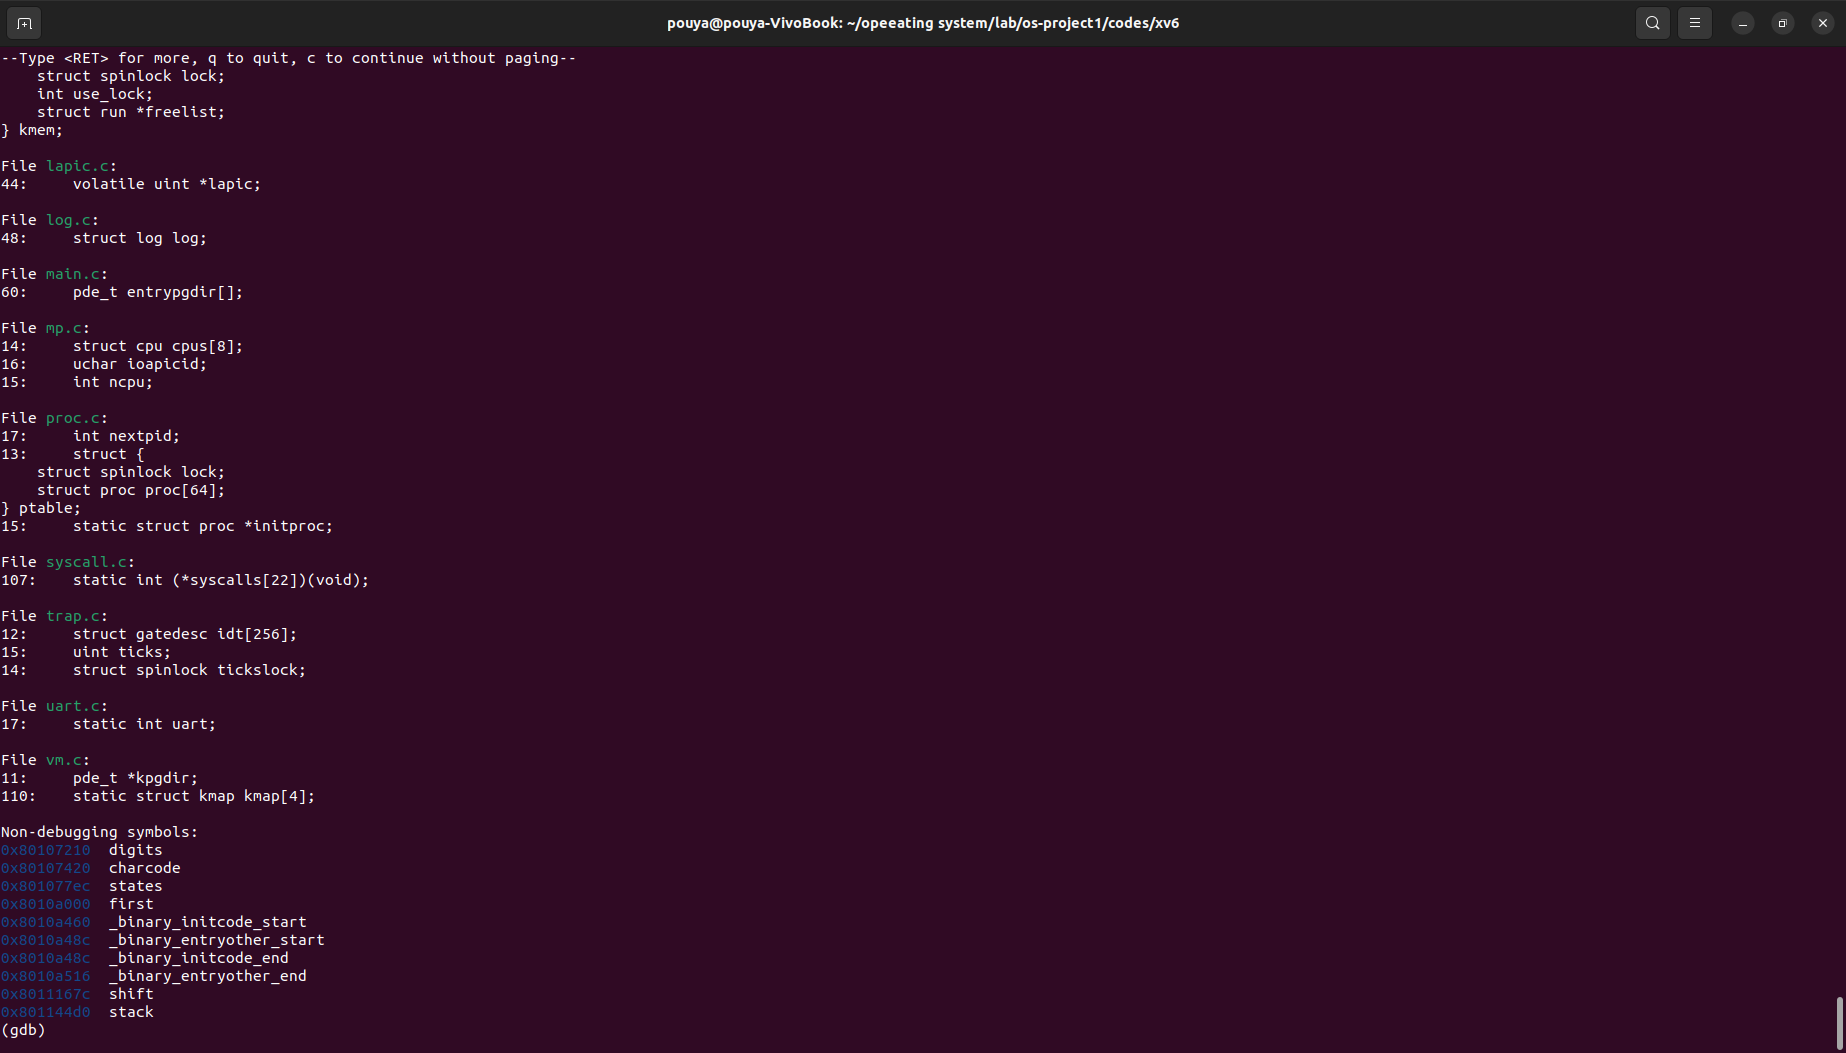 pouya@pouya-VivoBook: ~/opeeating system/lab/os-project1/codes/xv6
--Type <RET> for more, q to quit, c to continue without paging--
    struct spinlock lock;
    int use_lock;
    struct run *freelist;
} kmem;

File lapic.c:
44:     volatile uint *lapic;

File log.c:
48:     struct log log;

File main.c:
60:     pde_t entrypgdir[];

File mp.c:
14:     struct cpu cpus[8];
16:     uchar ioapicid;
15:     int ncpu;

File proc.c:
17:     int nextpid;
13:     struct {
    struct spinlock lock;
    struct proc proc[64];
} ptable;
15:     static struct proc *initproc;

File syscall.c:
107:    static int (*syscalls[22])(void);

File trap.c:
12:     struct gatedesc idt[256];
15:     uint ticks;
14:     struct spinlock tickslock;

File uart.c:
17:     static int uart;

File vm.c:
11:     pde_t *kpgdir;
110:    static struct kmap kmap[4];

Non-debugging symbols:
0x80107210  digits
0x80107420  charcode
0x801077ec  states
0x8010a000  first
0x8010a460  _binary_initcode_start
0x8010a48c  _binary_entryother_start
0x8010a48c  _binary_initcode_end
0x8010a516  _binary_entryother_end
0x8011167c  shift
0x801144d0  stack
(gdb)